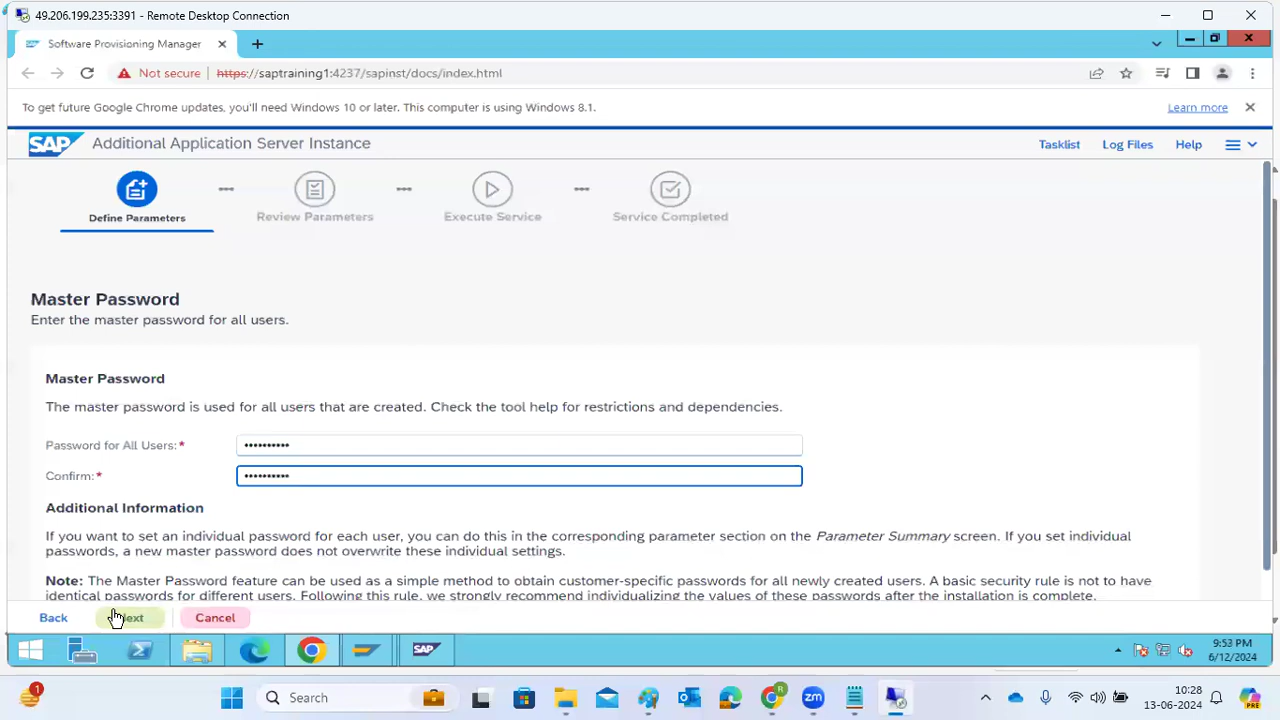 49.206.199.235:3391 - Remote Desktop Connection
Software Provisioning Manager
Not secure
https://saptraining1:4237/sapinst/docs/index.html
To get future Google Chrome updates, you'll need Windows 10 or later. This computer is using Windows 8.1.
Learn more
SAP
Additional Application Server Instance
Tasklist
Log Files
Help
Define Parameters
Review Parameters
Execute Service
Service Completed
Master Password
Enter the master password for all users.
Master Password
The master password is used for all users that are created. Check the tool help for restrictions and dependencies.
Password for All Users:*
••••••••••
Confirm:*
••••••••••
Additional Information
If you want to set an individual password for each user, you can do this in the corresponding parameter section on the Parameter Summary screen. If you set individual
passwords, a new master password does not overwrite these individual settings.
Note: The Master Password feature can be used as a simple method to obtain customer-specific passwords for all newly created users. A basic security rule is not to have
identical passwords for different users. Following this rule, we strongly recommend individualizing the values of these passwords after the installation is complete.
Back
Next
Cancel
SAP
9:53 PM
6/12/2024
1
Search
R
10:28
13-06-2024
PRE